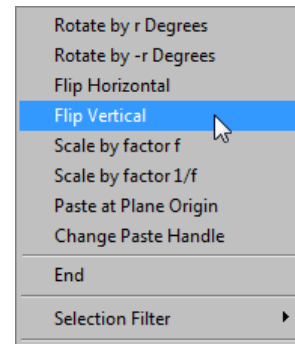 Rotate by r Degrees
Rotate by -r Degrees
Flip Horizontal
Flip Vertical
Scale by factor f
Scale by factor 1/f
Paste at Plane Origin
Change Paste Handle
End
Selection Filter